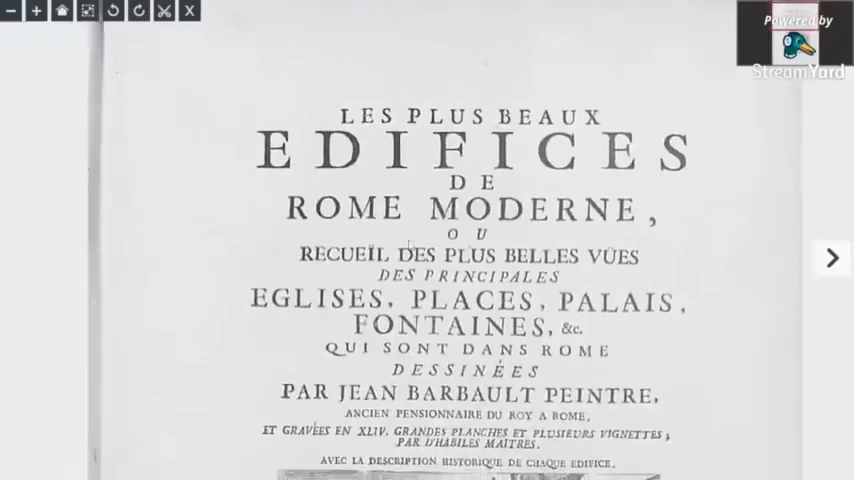 Powered by
StreamYard
LES PLUS BEAUX
EDIFICES
DE
ROME MODERNE,
OU
RECUEIL DES PLUS BELLES VÜES
DES PRINCIPALES
EGLISES, PLACES, PALAIS,
FONTAINES, &c.
QUI SONT DANS ROME
DESSINÉES
PAR JEAN BARBAULT PEINTRE,
ANCIEN PENSIONNAIRE DU ROY A ROME,
ET GRAVÉES EN XLIV. GRANDES PLANCHES ET PLUSIEURS VIGNETTES;
PAR D'HABILES MAITRES.
AVEC LA DESCRIPTION HISTORIQUE DE CHAQUE EDIFICE.